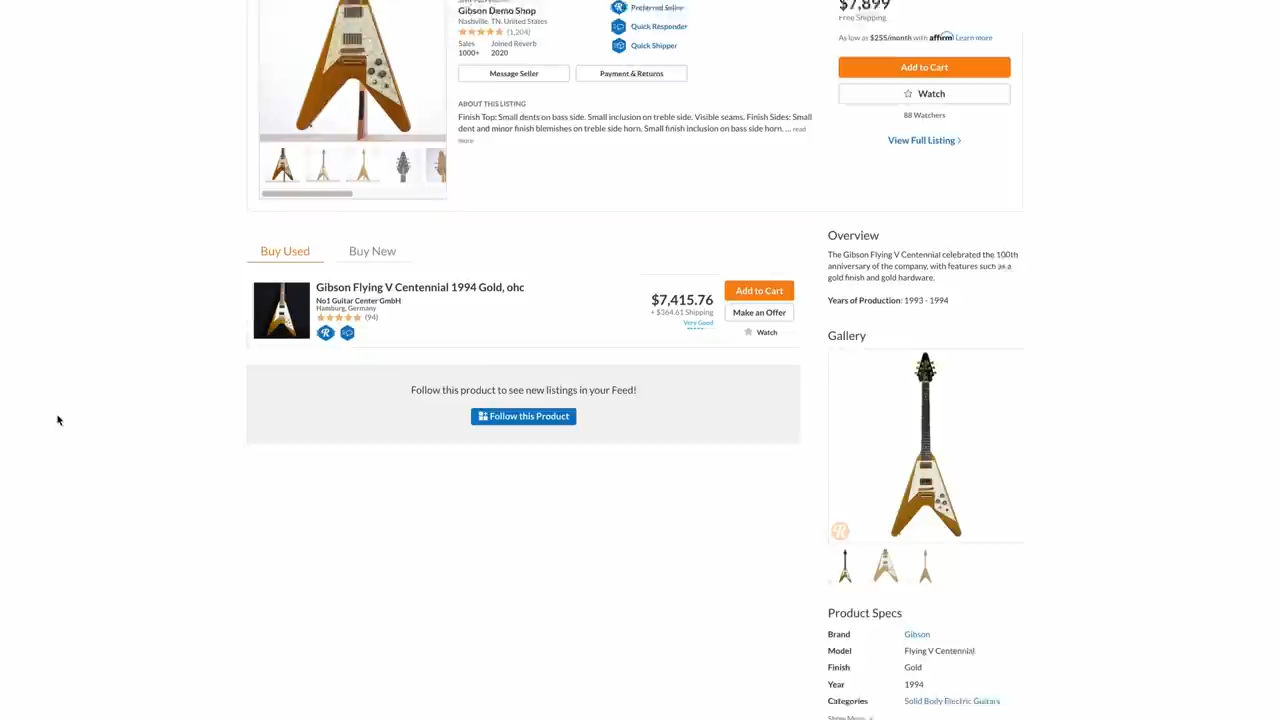 Gibson Demo Shop
Nashville, TN, United States
(1,204)
Sales
1000+
Joined Reverb
2020
Message Seller
Payment & Returns
Preferred Seller
Quick Responder
Quick Shipper
ABOUT THIS LISTING
Finish Top: Small dents on bass side. Small inclusion on treble side. Visible seams. Finish Sides: Small
dent and minor finish blemishes on treble side horn. Small finish inclusion on bass side horn. ... read
more
$7,899
Free Shipping
As low as $255/month with affirm Learn more
Add to Cart
Watch
88 Watchers
View Full Listing
Buy Used
Buy New
Gibson Flying V Centennial 1994 Gold, ohc
No1 Guitar Center GmbH
Hamburg, Germany
(94)
$7,415.76
+ $364.61 Shipping
Very Good
Add to Cart
Make an Offer
Watch
Follow this product to see new listings in your Feed!
Follow this Product
Overview
The Gibson Flying V Centennial celebrated the 100th
anniversary of the company, with features such as a
gold finish and gold hardware.
Years of Production: 1993 - 1994
Gallery
Product Specs
Brand Gibson
Model Flying V Centennial
Finish Gold
Year 1994
Categories Solid Body Electric Guitars
Show More